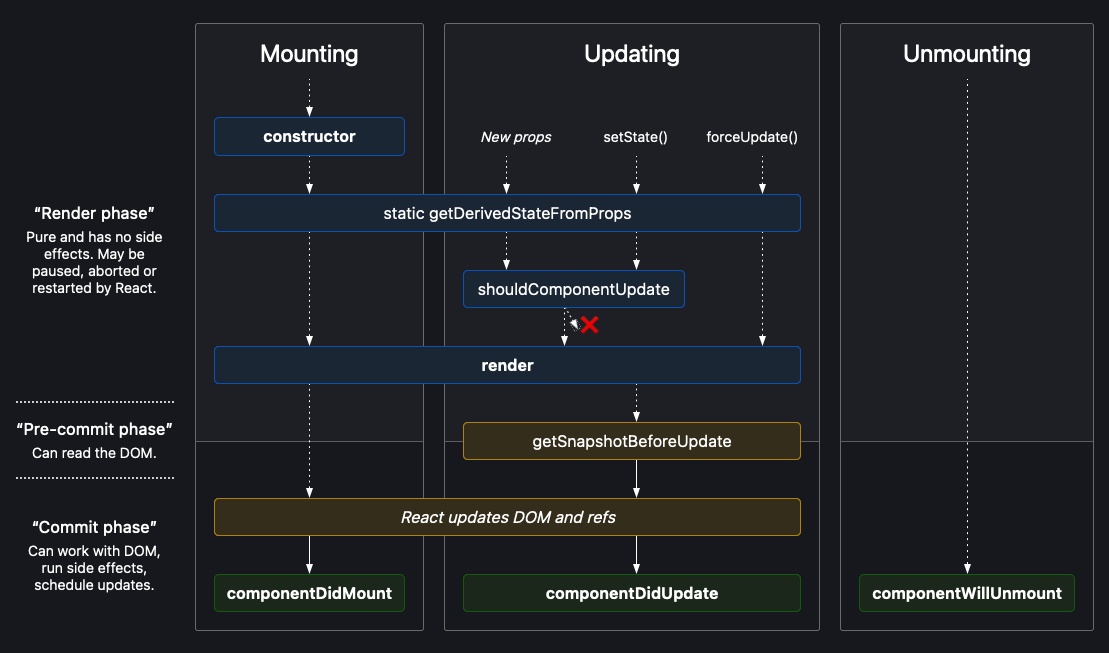 Mounting
Updating
Unmounting
constructor
New props
setState()
forceUpdate()
“Render phase”
Pure and has no side
effects. May be
paused, aborted or
restarted by React.
static getDerivedStateFromProps
shouldComponentUpdate
render
“Pre-commit phase”
Can read the DOM.
getSnapshotBeforeUpdate
“Commit phase”
Can work with DOM,
run side effects,
schedule updates.
React updates DOM and refs
componentDidMount
componentDidUpdate
componentWillUnmount